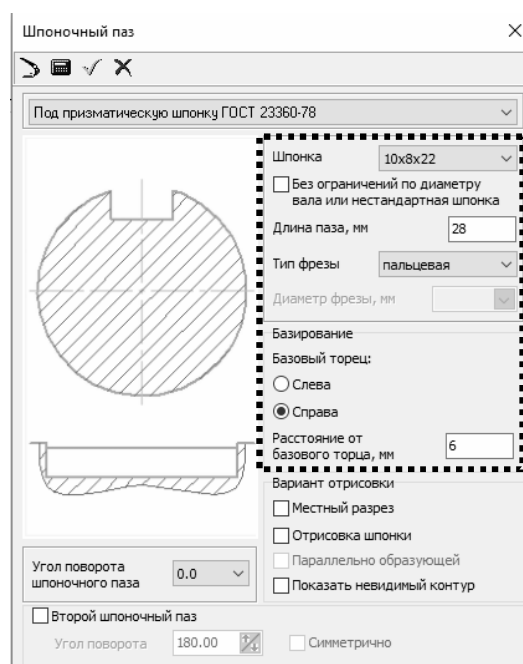 Шпоночный паз
Под призматическую шпонку ГОСТ 23360-78
Шпонка 10x8x22
Без ограничений по диаметру
вала или нестандартная шпонка
Длина паза, мм 28
Тип фрезы пальцевая
Диаметр фрезы, мм
Базирование
Базовый торец:
Слева
Справа
Расстояние от
базового торца, мм 6
Вариант отрисовки
Местный разрез
Отрисовка шпонки
Параллельно образующей
Показать невидимый контур
Угол поворота
шпоночного паза 0.0
Второй шпоночный паз
Угол поворота 180.00 Симметрично